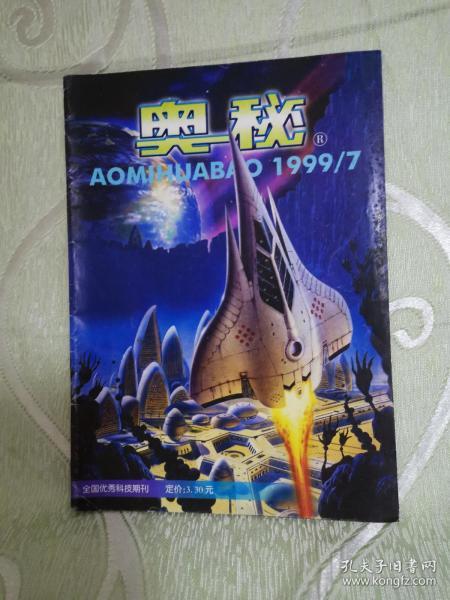 奥秘®
AOMIHUABAO 1999/7
全国优秀科技期刊 定价:3.30元
孔夫子旧书网
www.kongfz.com